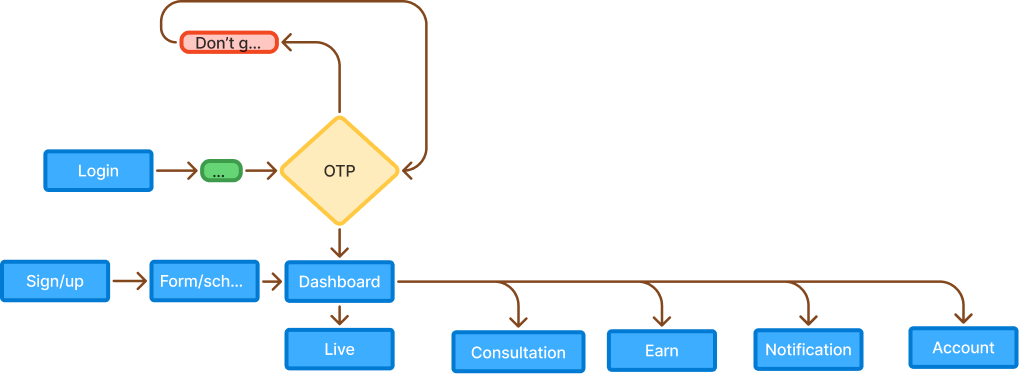 Don't g...
Login
...
OTP
Sign/up
Form/sch...
Dashboard
Live
Consultation
Earn
Notification
Account